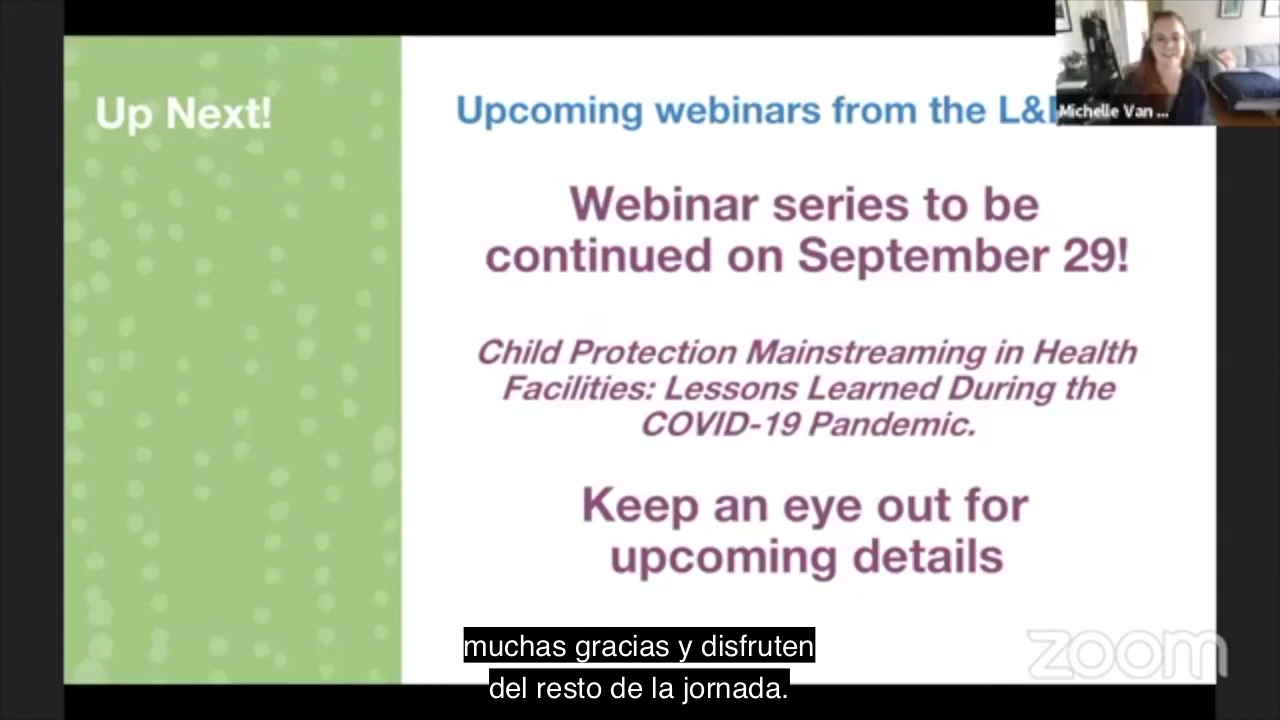 Up Next!
Upcoming webinars from the L&
Michelle Van ...
Webinar series to be
continued on September 29!
Child Protection Mainstreaming in Health
Facilities: Lessons Learned During the
COVID-19 Pandemic.
Keep an eye out for
upcoming details
muchas gracias y disfruten
del resto de la jornada.
zoom